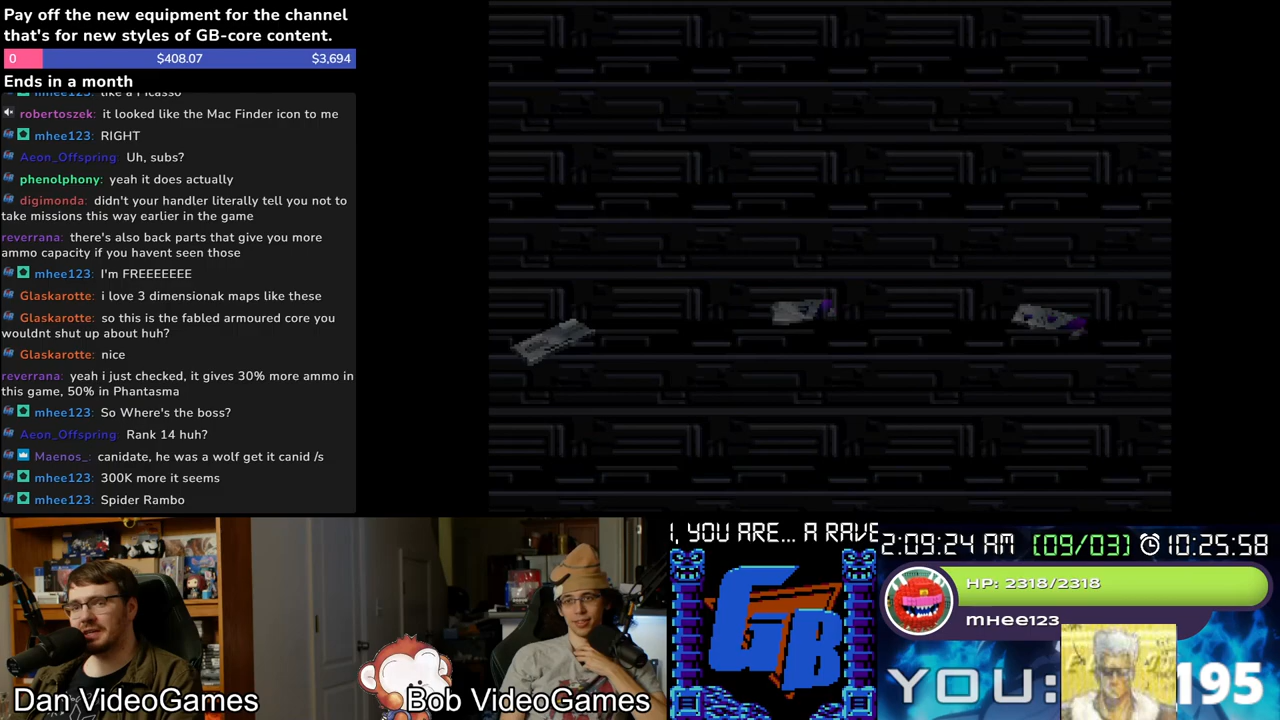 Pay off the new equipment for the channel
that's for new styles of GB-core content.
0 $408.07 $3,694
Ends in a month
mhee123: like a Picasso
robertoszek: it looked like the Mac Finder icon to me
mhee123: RIGHT
Aeon_Offspring: Uh, subs?
phenolphony: yeah it does actually
digimonda: didn't your handler literally tell you not to
take missions this way earlier in the game
reverrana: there's also back parts that give you more
ammo capacity if you havent seen those
mhee123: I'm FREEEEEEE
Glaskarotte: i love 3 dimensionak maps like these
Glaskarotte: so this is the fabled armoured core you
wouldnt shut up about huh?
Glaskarotte: nice
reverrana: yeah i just checked, it gives 30% more ammo in
this game, 50% in Phantasma
mhee123: So Where's the boss?
Aeon_Offspring: Rank 14 huh?
Maenos_: canidate, he was a wolf get it canid /s
mhee123: 300K more it seems
mhee123: Spider Rambo
Dan VideoGames
Bob VideoGames
, YOU ARE... A RAVE
GB
2:09:24 AM [09/03] 10:25:58
HP: 2318/2318
mHee123
YOU: 195